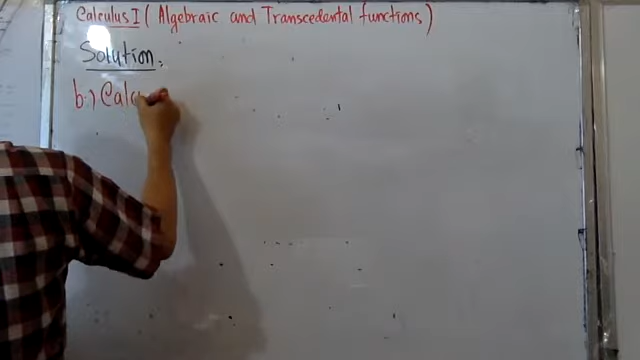 Calculus I ( Algebraic and Transcedental functions )
Solution,
b.) Calc